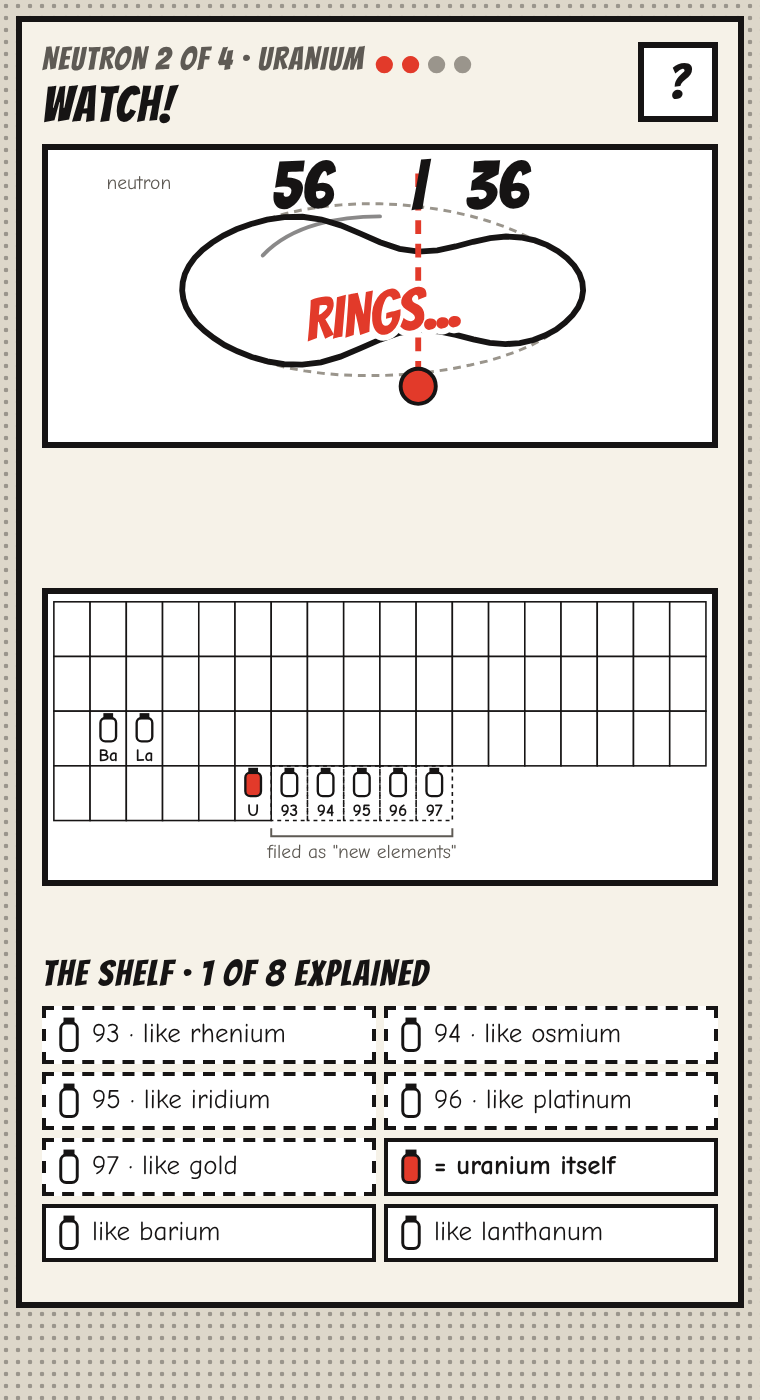 NEUTRON 2 OF 4 · URANIUM
WATCH!
?
neutron
56 / 36
RINGS...
Ba La
U 93 94 95 96 97
filed as "new elements"
THE SHELF · 1 OF 8 EXPLAINED
93 · like rhenium
94 · like osmium
95 · like iridium
96 · like platinum
97 · like gold
= uranium itself
like barium
like lanthanum